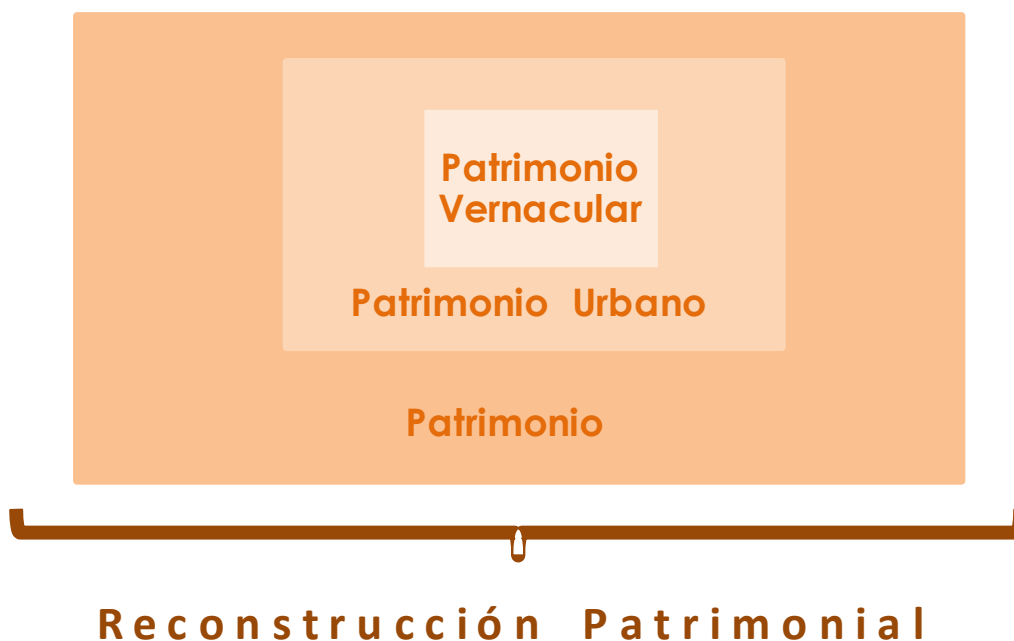 Patrimonio
Vernacular
Patrimonio Urbano
Patrimonio
Reconstrucción Patrimonial